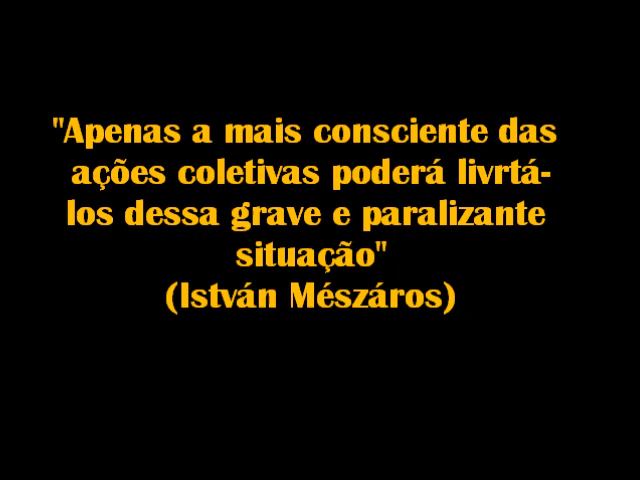 "Apenas a mais consciente das
ações coletivas poderá livrtá-
los dessa grave e paralizante
situação"
(István Mészáros)